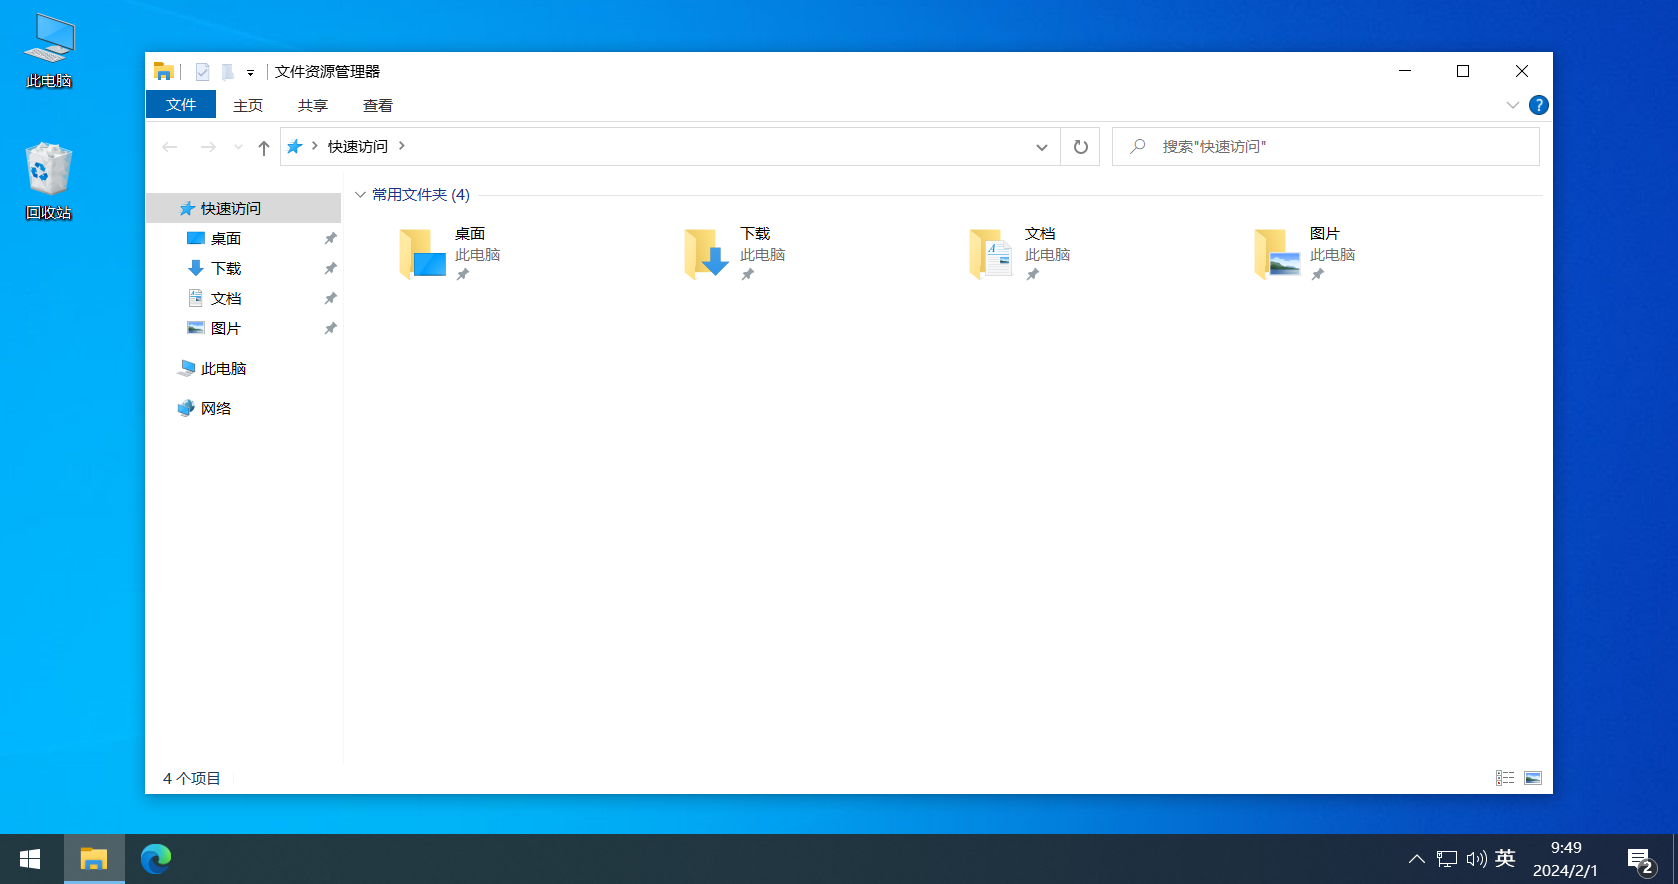 此电脑
回收站
文件资源管理器
文件 主页 共享 查看
快速访问
搜索"快速访问"
快速访问
桌面
下载
文档
图片
此电脑
网络
常用文件夹 (4)
桌面
此电脑
下载
此电脑
文档
此电脑
图片
此电脑
4 个项目
英
9:49
2024/2/1
2